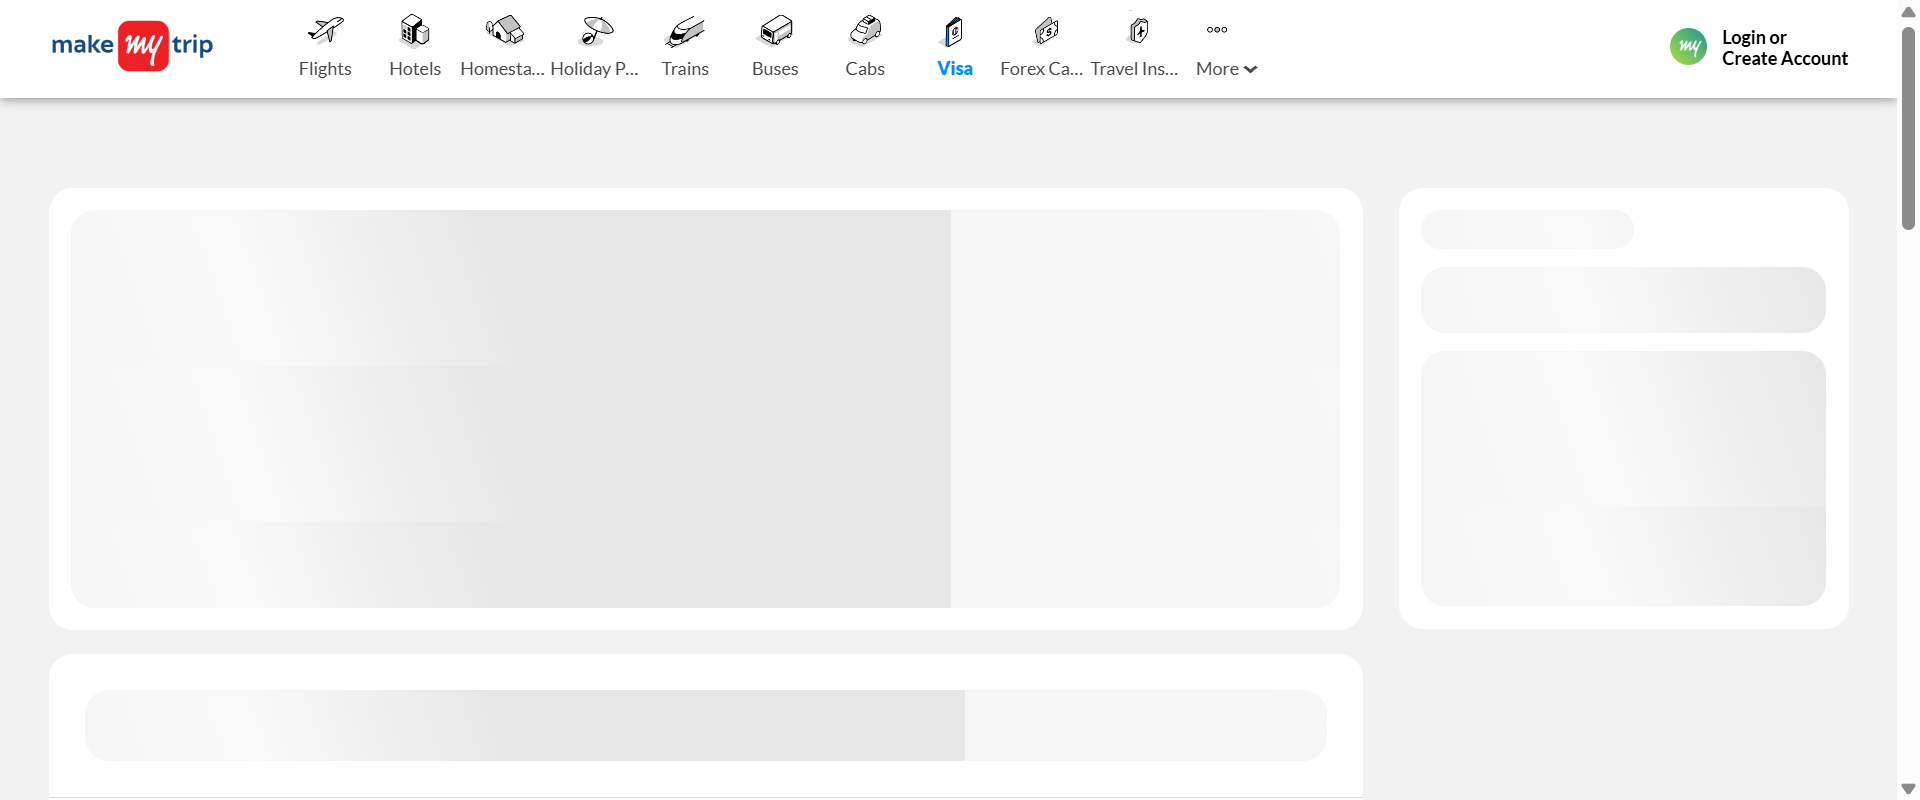 make my trip
Flights
Hotels
Homesta...
Holiday P...
Trains
Buses
Cabs
Visa
Forex Ca...
Travel Ins...
More
my
Login or
Create Account